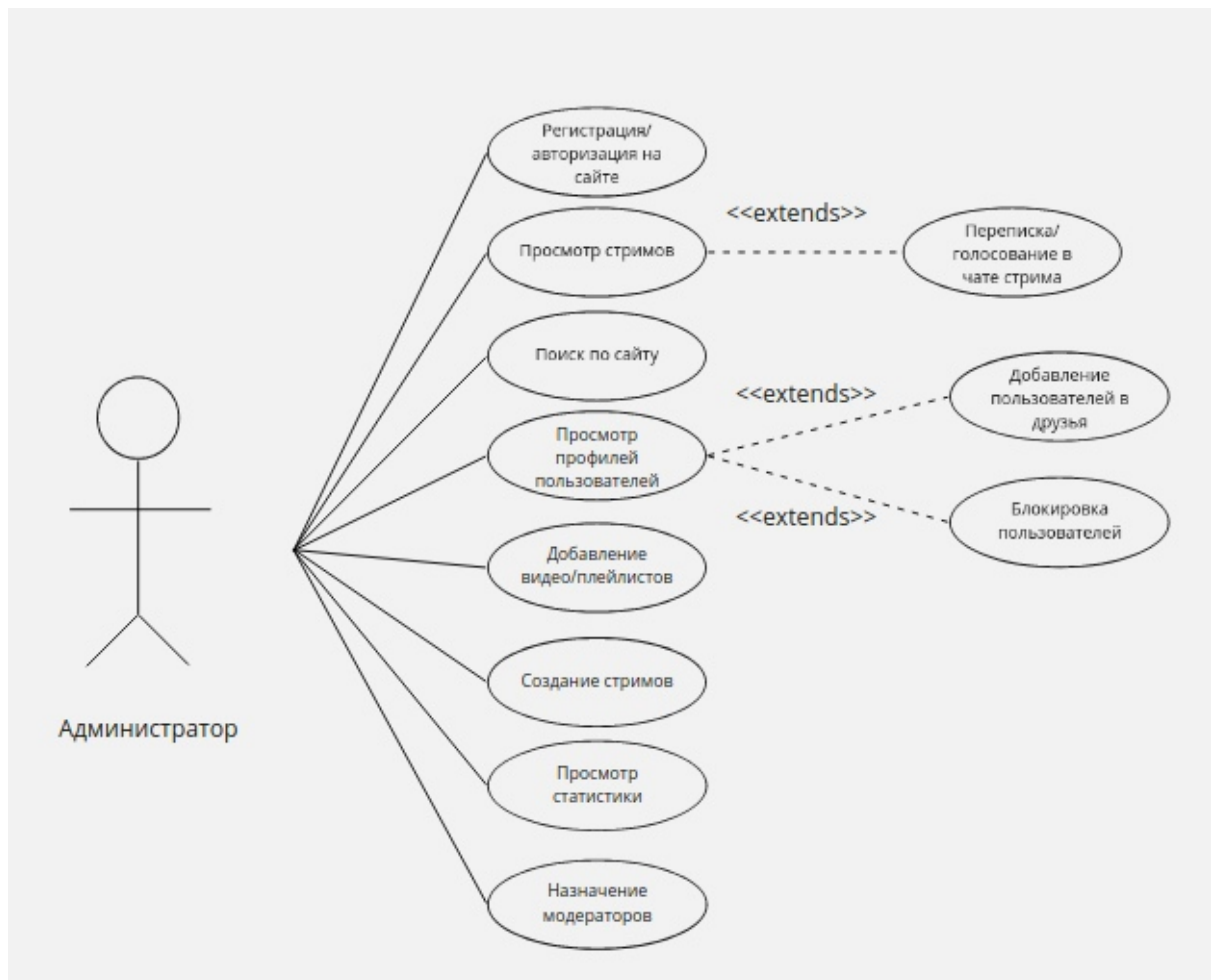 Регистрация/
авторизация на
сайте
<<extends>>
Просмотр стримов
Переписка/
голосование в
чате стрима
Поиск по сайту
<<extends>>
Добавление
пользователей в
друзья
Просмотр
профилей
пользователей
<<extends>>
Блокировка
пользователей
Добавление
видео/плейлистов
Создание стримов
Администратор
Просмотр
статистики
Назначение
модераторов